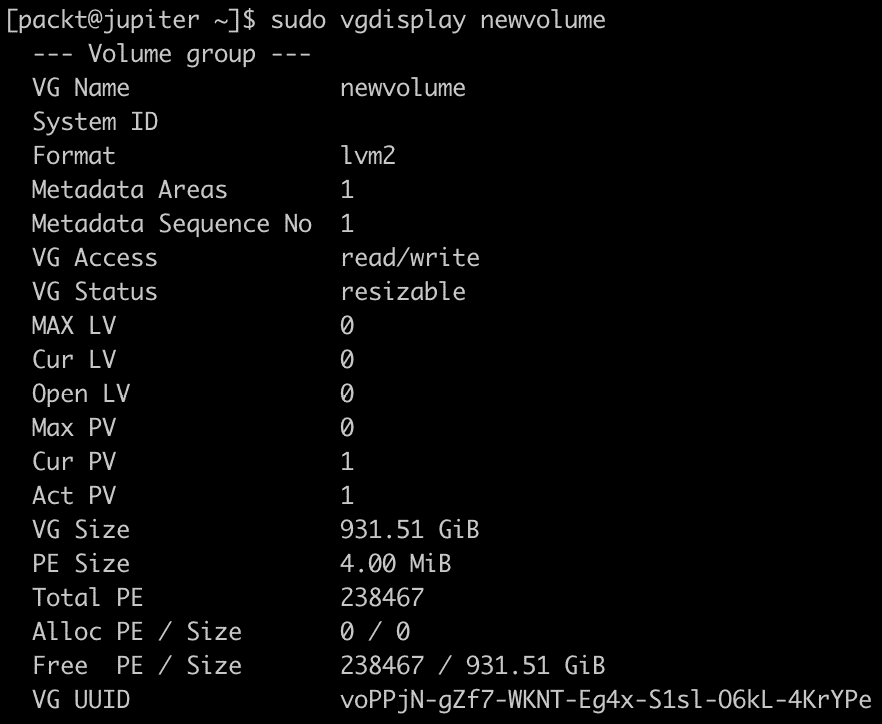 [packt@jupiter ~]$ sudo vgdisplay newvolume
  --- Volume group ---
  VG Name               newvolume
  System ID
  Format                lvm2
  Metadata Areas        1
  Metadata Sequence No  1
  VG Access             read/write
  VG Status             resizable
  MAX LV                0
  Cur LV                0
  Open LV               0
  Max PV                0
  Cur PV                1
  Act PV                1
  VG Size               931.51 GiB
  PE Size               4.00 MiB
  Total PE              238467
  Alloc PE / Size       0 / 0
  Free  PE / Size       238467 / 931.51 GiB
  VG UUID               voPPjN-gZf7-WKNT-Eg4x-S1sl-O6kL-4KrYPe